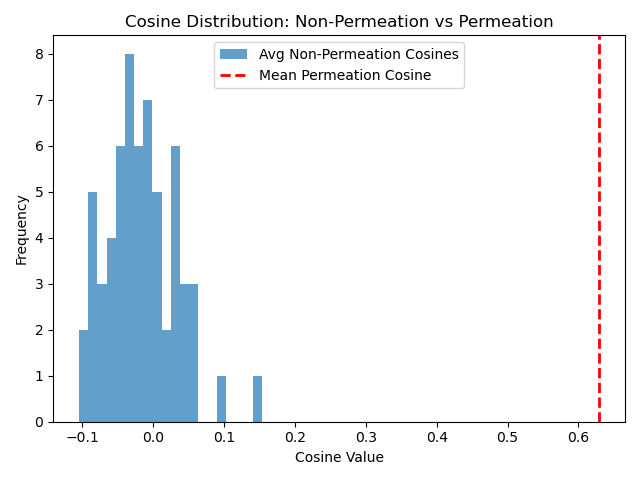 Cosine Distribution: Non-Permeation vs Permeation
Avg Non-Permeation Cosines
Mean Permeation Cosine
Frequency
8
7
6
5
4
3
2
1
0
−0.1 0.0 0.1 0.2 0.3 0.4 0.5 0.6
Cosine Value